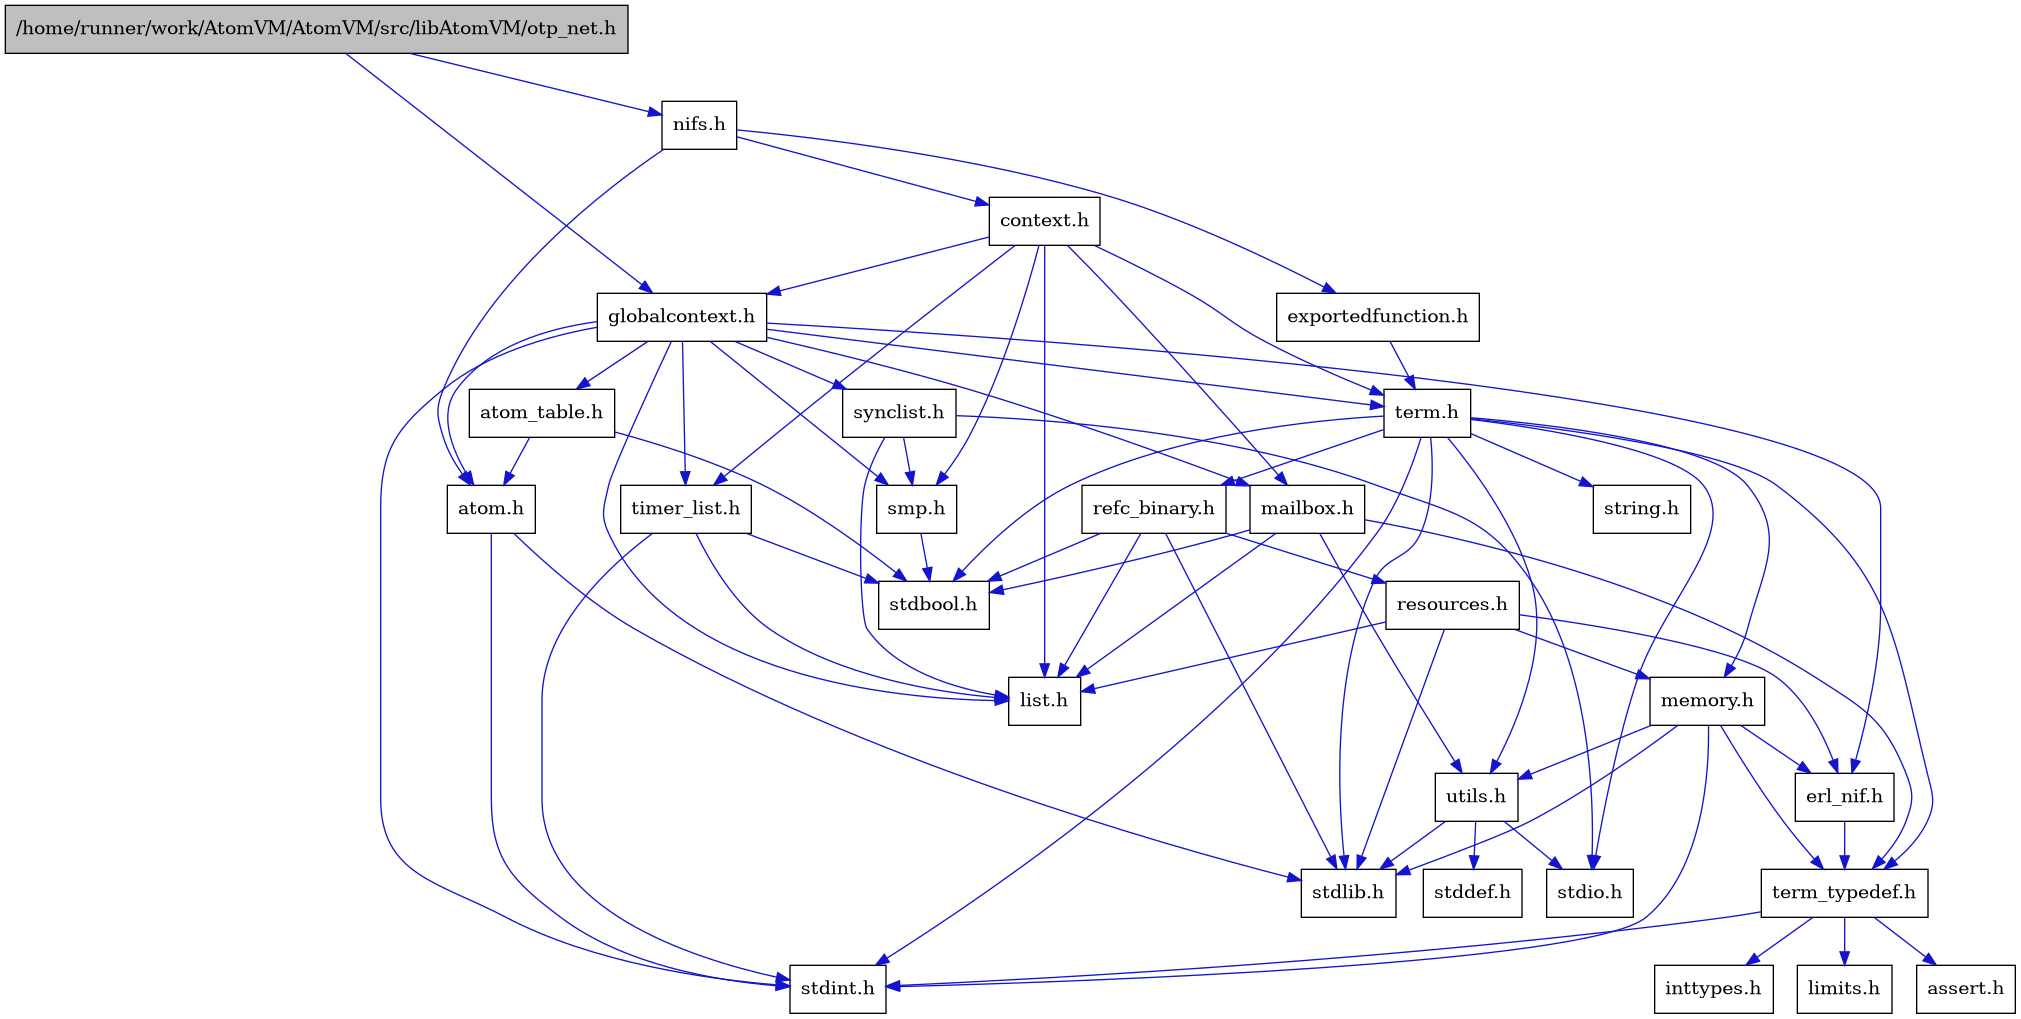 /home/runner/work/AtomVM/AtomVM/src/libAtomVM/otp_net.h
nifs.h
context.h
globalcontext.h
exportedfunction.h
atom_table.h
synclist.h
term.h
atom.h
timer_list.h
smp.h
refc_binary.h
mailbox.h
string.h
stdbool.h
resources.h
list.h
memory.h
utils.h
erl_nif.h
stdlib.h
stddef.h
stdio.h
term_typedef.h
stdint.h
inttypes.h
limits.h
assert.h